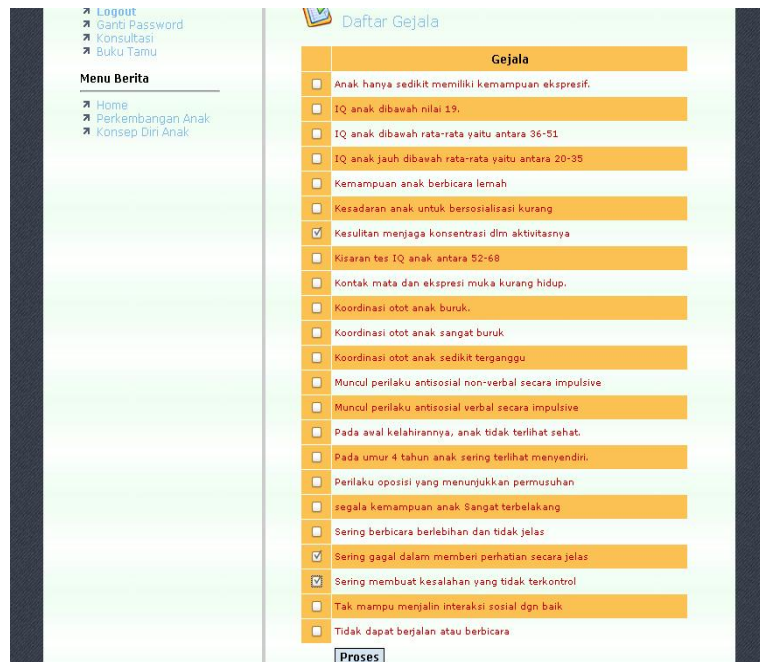 Logout
Ganti Password
Konsultasi
Buku Tamu
Menu Berita
Home
Perkembangan Anak
Konsep Diri Anak
Daftar Gejala
Gejala
Anak hanya sedikit memiliki kemampuan ekspresif.
IQ anak dibawah nilai 19.
IQ anak dibawah rata-rata yaitu antara 36-51
IQ anak jauh dibawah rata-rata yaitu antara 20-35
Kemampuan anak berbicara lemah
Kesadaran anak untuk bersosialisasi kurang
Kesulitan menjaga konsentrasi dlm aktivitasnya
Kisaran tes IQ anak antara 52-68
Kontak mata dan ekspresi muka kurang hidup.
Koordinasi otot anak buruk.
Koordinasi otot anak sangat buruk
Koordinasi otot anak sedikit terganggu
Muncul perilaku antisosial non-verbal secara impulsive
Muncul perilaku antisosial verbal secara impulsive
Pada awal kelahirannya, anak tidak terlihat sehat.
Pada umur 4 tahun anak sering terlihat menyendiri.
Perilaku oposisi yang menunjukkan permusuhan
segala kemampuan anak Sangat terbelakang
Sering berbicara berlebihan dan tidak jelas
Sering gagal dalam memberi perhatian secara jelas
Sering membuat kesalahan yang tidak terkontrol
Tak mampu menjalin interaksi sosial dgn baik
Tidak dapat berjalan atau berbicara
Proses